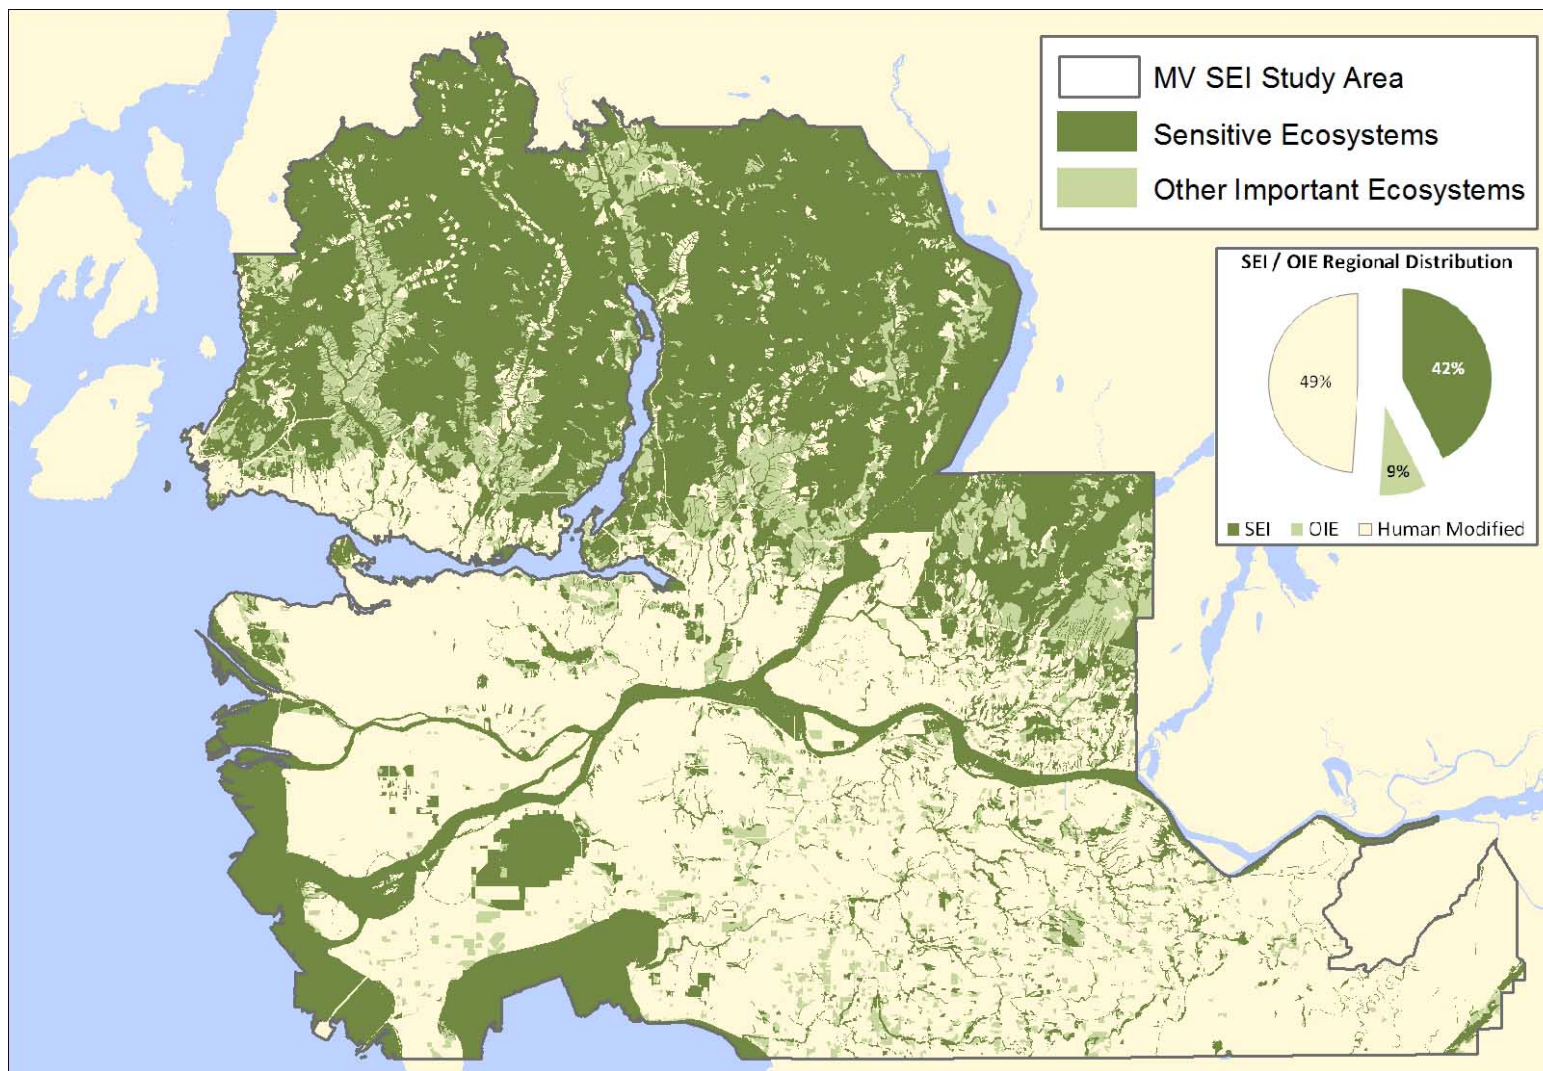 MV SEI Study Area
Sensitive Ecosystems
Other Important Ecosystems
SEI / OIE Regional Distribution
49%
42%
9%
SEI OIE Human Modified